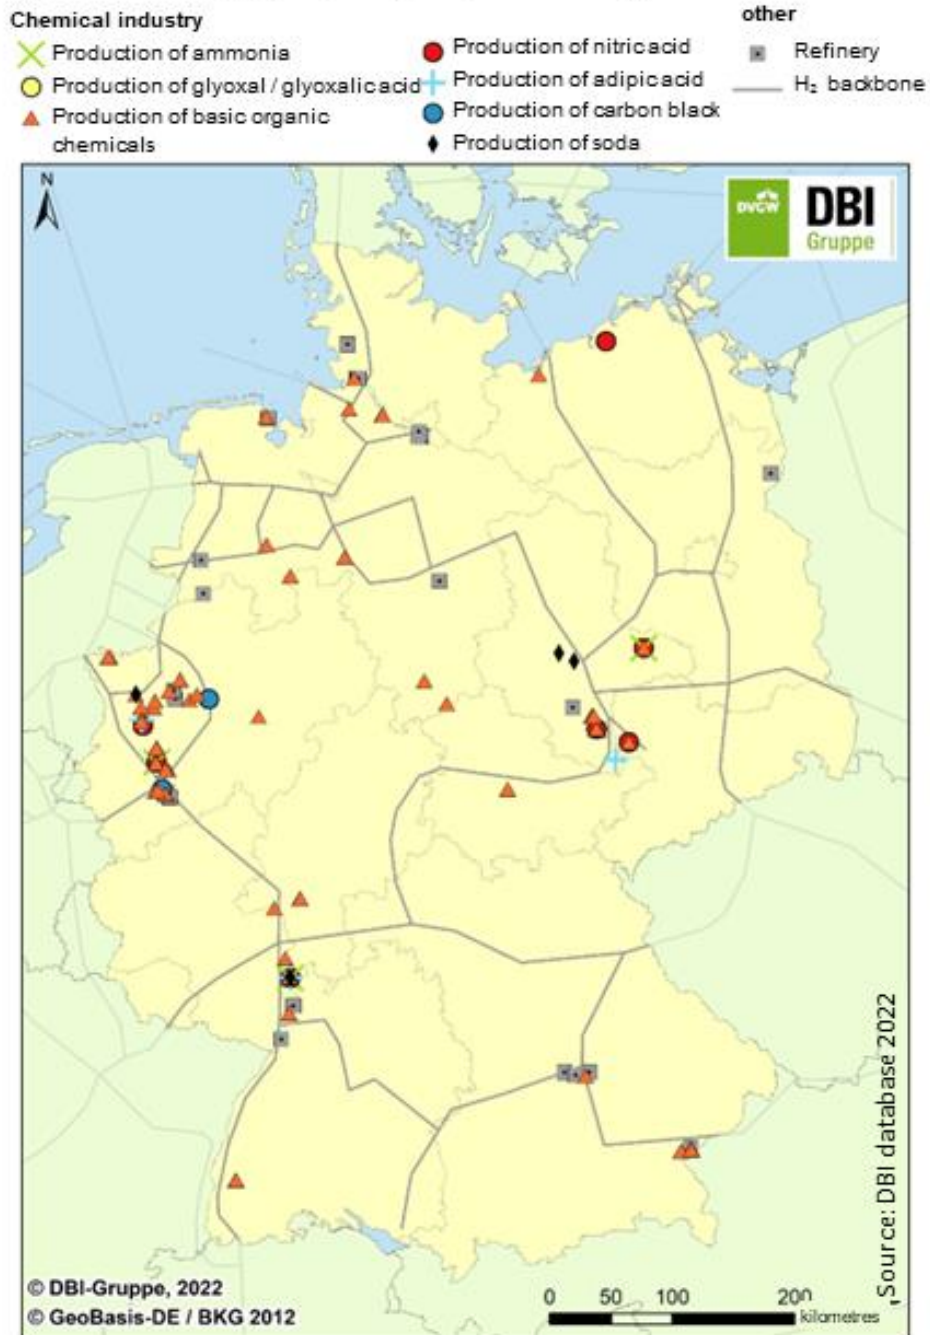 Chemical industry
other
Production of ammonia
Production of nitric acid
Refinery
Production of glyoxal / glyoxalic acid
Production of adipic acid
H₂ backbone
Production of basic organic
chemicals
Production of carbon black
Production of soda
N
DVGW
DBI
Gruppe
Source: DBI database 2022
© DBI-Gruppe, 2022
© GeoBasis-DE / BKG 2012
0 50 100 200
kilometres